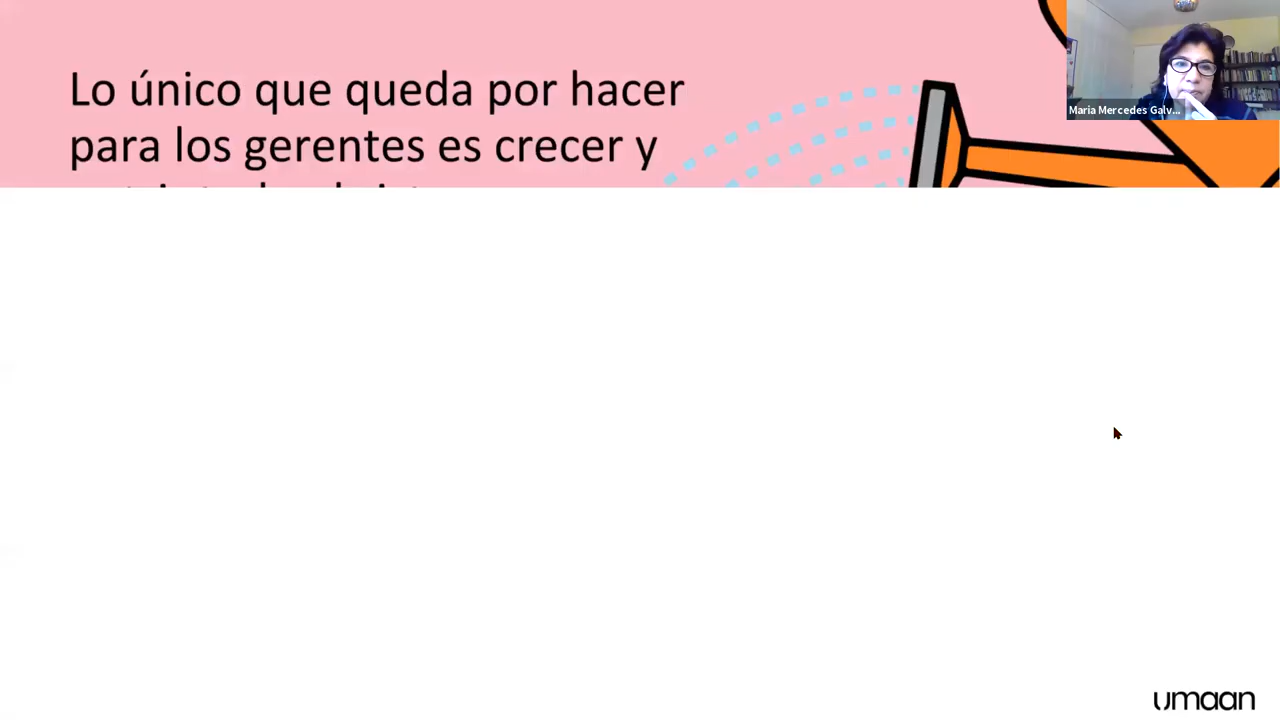 Lo único que queda por hacer
para los gerentes es crecer y
Maria Mercedes Galv...
umaan